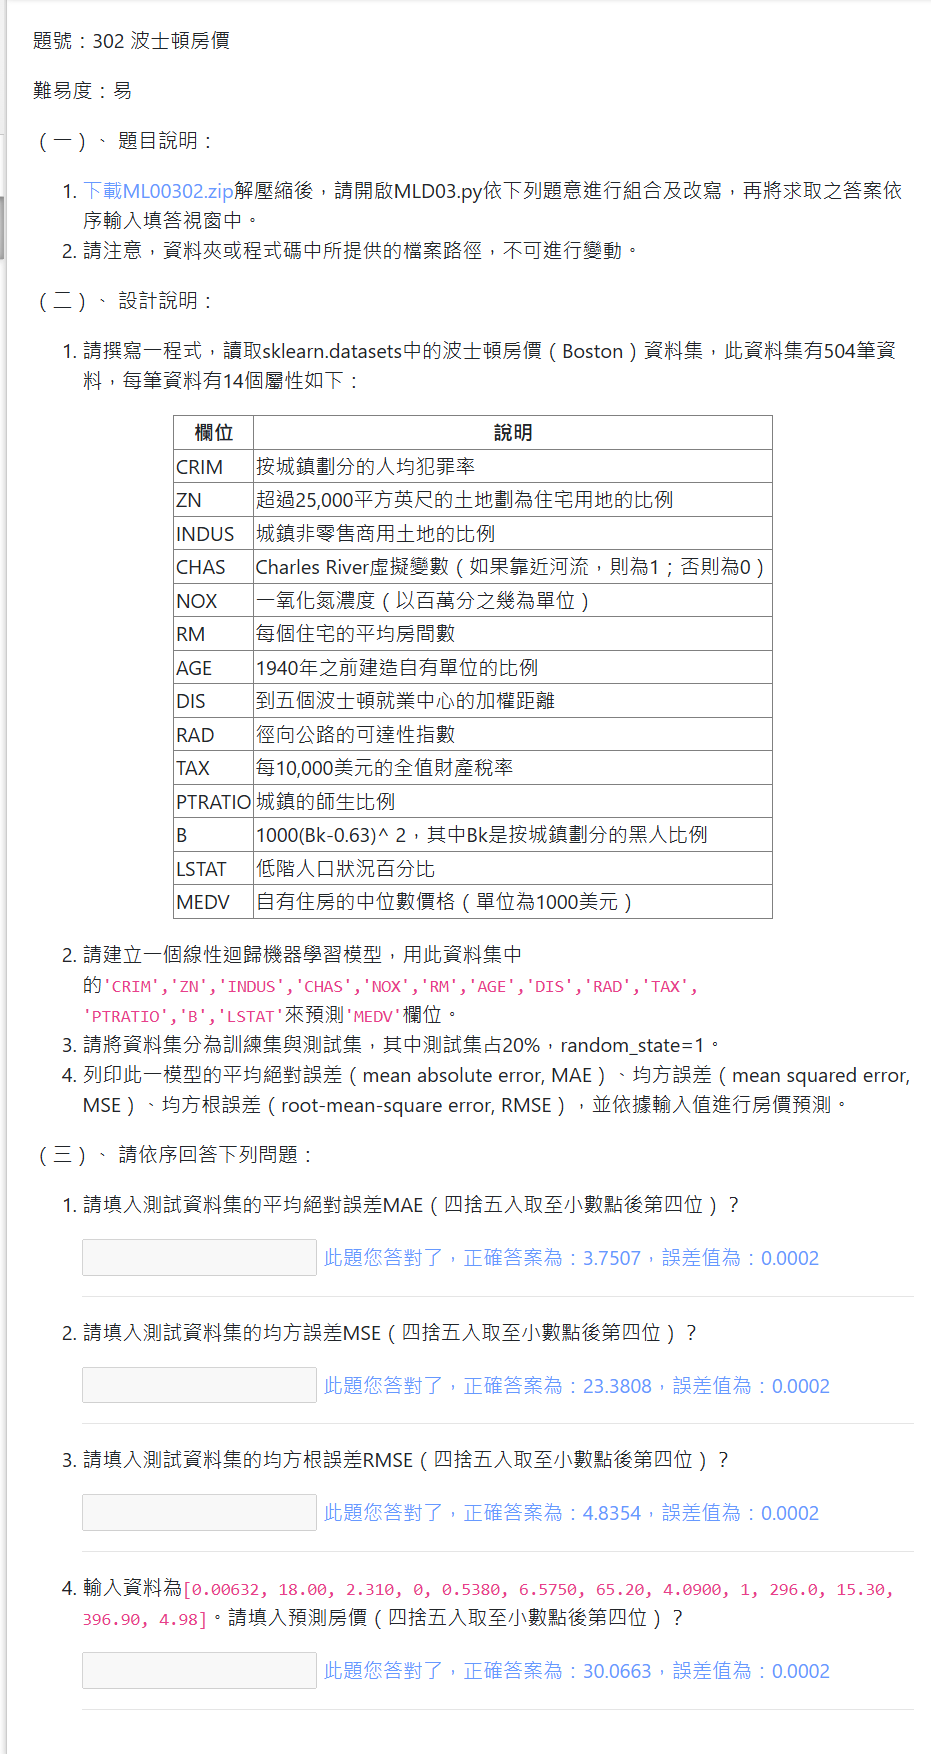 題號：302 波士頓房價
難易度：易
（一）、 題目說明：
1. 下載ML00302.zip解壓縮後，請開啟MLD03.py依下列題意進行組合及改寫，再將求取之答案依
序輸入填答視窗中。
2. 請注意，資料夾或程式碼中所提供的檔案路徑，不可進行變動。
（二）、 設計說明：
1. 請撰寫一程式，讀取sklearn.datasets中的波士頓房價（Boston）資料集，此資料集有504筆資
料，每筆資料有14個屬性如下：
欄位 說明
CRIM 按城鎮劃分的人均犯罪率
ZN 超過25,000平方英尺的土地劃為住宅用地的比例
INDUS 城鎮非零售商用土地的比例
CHAS Charles River虛擬變數（如果靠近河流，則為1；否則為0）
NOX 一氧化氮濃度（以百萬分之幾為單位）
RM 每個住宅的平均房間數
AGE 1940年之前建造自有單位的比例
DIS 到五個波士頓就業中心的加權距離
RAD 徑向公路的可達性指數
TAX 每10,000美元的全值財產稅率
PTRATIO 城鎮的師生比例
B 1000(Bk-0.63)^ 2，其中Bk是按城鎮劃分的黑人比例
LSTAT 低階人口狀況百分比
MEDV 自有住房的中位數價格（單位為1000美元）
2. 請建立一個線性迴歸機器學習模型，用此資料集中
的'CRIM','ZN','INDUS','CHAS','NOX','RM','AGE','DIS','RAD','TAX',
'PTRATIO','B','LSTAT'來預測'MEDV'欄位。
3. 請將資料集分為訓練集與測試集，其中測試集占20%，random_state=1。
4. 列印此一模型的平均絕對誤差（mean absolute error, MAE）、均方誤差（mean squared error,
MSE）、均方根誤差（root-mean-square error, RMSE），並依據輸入值進行房價預測。
（三）、 請依序回答下列問題：
1. 請填入測試資料集的平均絕對誤差MAE（四捨五入取至小數點後第四位）？
此題您答對了，正確答案為：3.7507，誤差值為：0.0002
2. 請填入測試資料集的均方誤差MSE（四捨五入取至小數點後第四位）？
此題您答對了，正確答案為：23.3808，誤差值為：0.0002
3. 請填入測試資料集的均方根誤差RMSE（四捨五入取至小數點後第四位）？
此題您答對了，正確答案為：4.8354，誤差值為：0.0002
4. 輸入資料為[0.00632, 18.00, 2.310, 0, 0.5380, 6.5750, 65.20, 4.0900, 1, 296.0, 15.30,
396.90, 4.98]。請填入預測房價（四捨五入取至小數點後第四位）？
此題您答對了，正確答案為：30.0663，誤差值為：0.0002